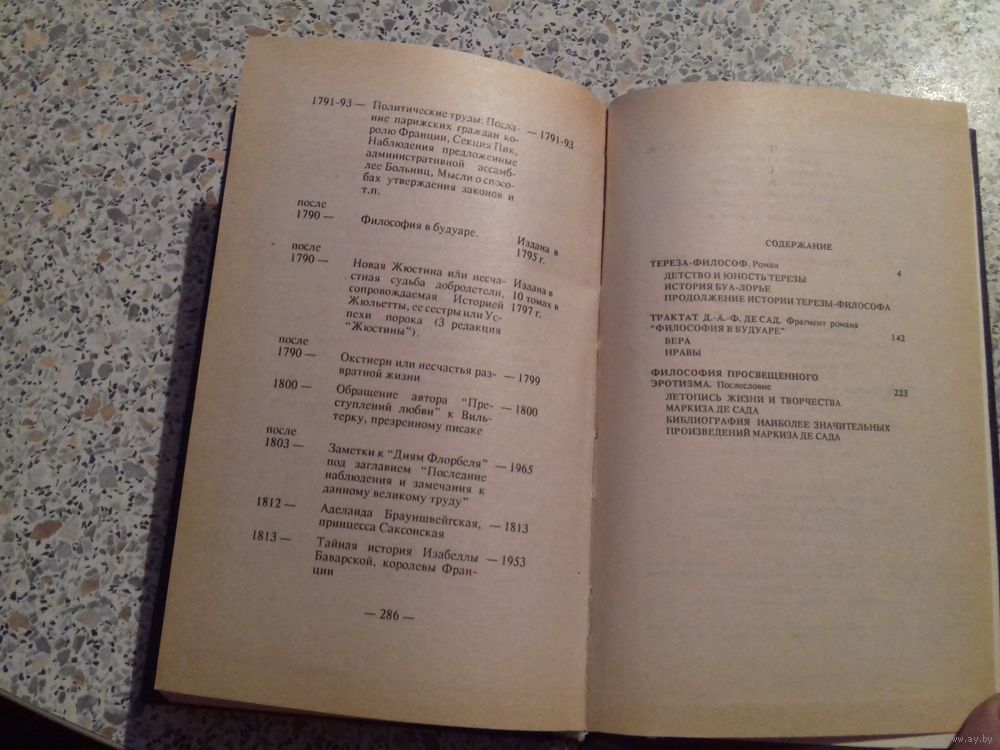 1791-93 — Политические труды: Посла- — 1791-93
ние парижских граждан ко-
ролю Франции, Секция Пик,
Наблюдения предложенные
административной ассамб-
лее Больниц, Мысли о спосо-
бах утверждения законов и
т.п.
после
1790 — Философия в будуаре. Издана в
1795 г.
после
1790 — Новая Жюстина или несча- Издана в
стная судьба добродетели, 10 томах в
сопровождаемая Историей 1797 г.
Жюльетты, ее сестры или Ус-
пехи порока (3 редакция
"Жюстины").
после
1790— Окстиерн или несчастья раз- — 1799
вратной жизни
1800 — Обращение автора "Пре- —1800
ступлений любви" к Виль-
терку, презренному писаке
после
1803— Заметки к "Дням Флорбеля" — 1965
под заглавием "Последние
наблюдения и замечания к
данному великому труду"
1812 — Аделаида Брауншвейгская, — 1813
принцесса Саксонская
1813 — Тайная история Изабеллы — 1953
Баварской, королевы Фран-
ции
— 286 —
СОДЕРЖАНИЕ
ТЕРЕЗА-ФИЛОСОФ. Роман 4
ДЕТСТВО И ЮНОСТЬ ТЕРЕЗЫ
ИСТОРИЯ БУА-ЛОРЬЕ
ПРОДОЛЖЕНИЕ ИСТОРИИ ТЕРЕЗЫ-ФИЛОСОФА
ТРАКТАТ Д.-А.-Ф. ДЕ САД. Фрагмент романа
"ФИЛОСОФИЯ В БУДУАРЕ" 142
ВЕРА
НРАВЫ
ФИЛОСОФИЯ ПРОСВЕЩЕННОГО
ЭРОТИЗМА. Послесловие 223
ЛЕТОПИСЬ ЖИЗНИ И ТВОРЧЕСТВА
МАРКИЗА ДЕ САДА
БИБЛИОГРАФИЯ НАИБОЛЕЕ ЗНАЧИТЕЛЬНЫХ
ПРОИЗВЕДЕНИЙ МАРКИЗА ДЕ САДА
www.ay.by